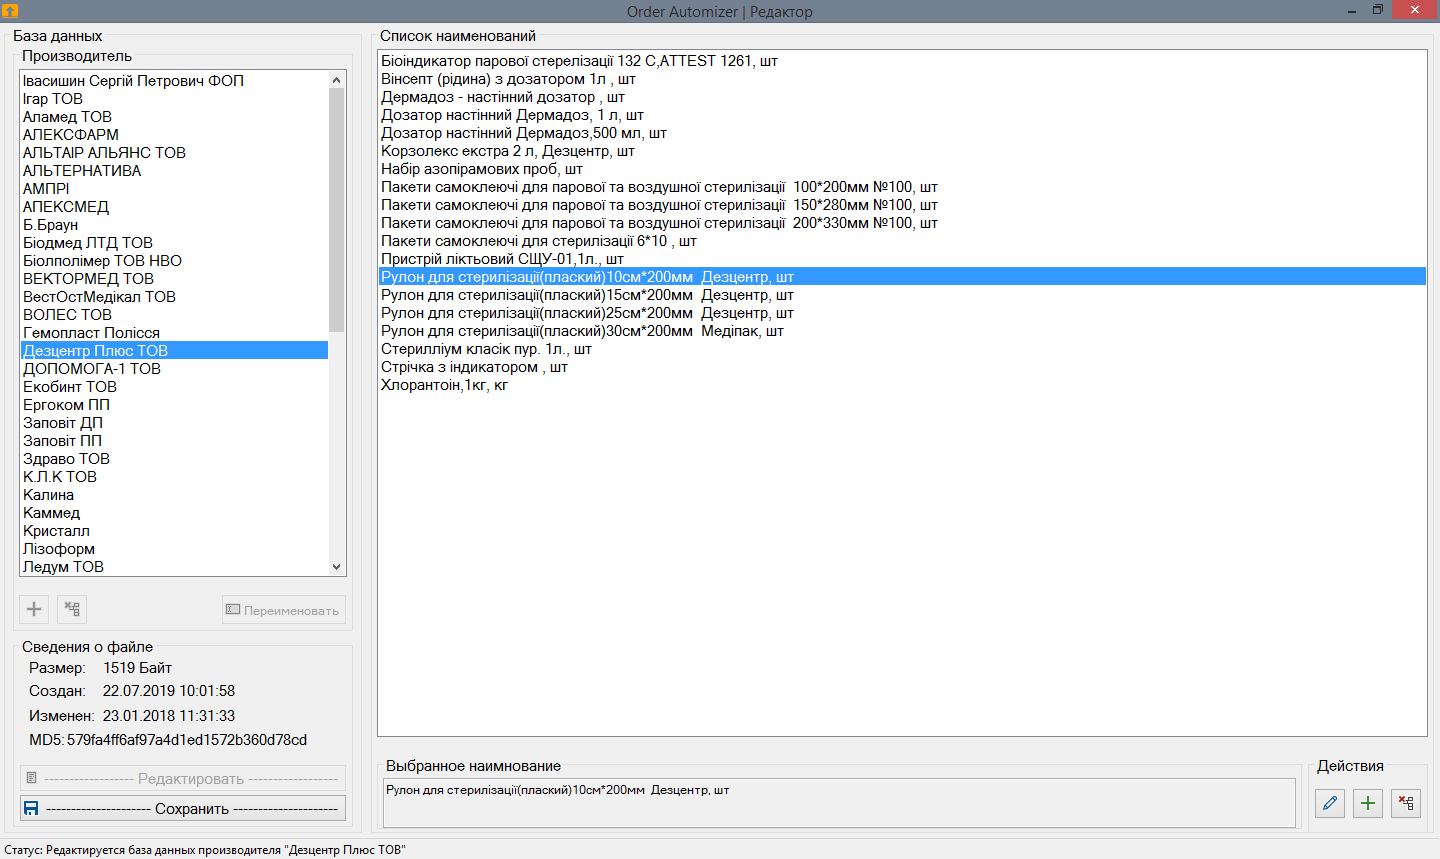 Order Automizer | Редактор
База данных
Производитель
Івасишин Сергій Петрович ФОП
Ігар ТОВ
Аламед ТОВ
АЛЕКСФАРМ
АЛЬТАІР АЛЬЯНС ТОВ
АЛЬТЕРНАТИВА
АМПРІ
АПЕКСМЕД
Б.Браун
Біодмед ЛТД ТОВ
Біолполімер ТОВ НВО
ВЕКТОРМЕД ТОВ
ВестОстМедікал ТОВ
ВОЛЕС ТОВ
Гемопласт Полісся
Дезцентр Плюс ТОВ
ДОПОМОГА-1 ТОВ
Екобинт ТОВ
Ергоком ПП
Заповіт ДП
Заповіт ПП
Здраво ТОВ
К.Л.К ТОВ
Калина
Каммед
Кристалл
Лізоформ
Ледум ТОВ
Переименовать
Сведения о файле
Размер: 1519 Байт
Создан: 22.07.2019 10:01:58
Изменен: 23.01.2018 11:31:33
MD5: 579fa4ff6af97a4d1ed1572b360d78cd
------------------ Редактировать ------------------
--------------------- Сохранить ---------------------
Список наименований
Біоіндикатор парової стерелізації 132 С,ATTEST 1261, шт
Вінсепт (рідина) з дозатором 1л , шт
Дермадоз - настінний дозатор , шт
Дозатор настінний Дермадоз, 1 л, шт
Дозатор настінний Дермадоз,500 мл, шт
Корзолекс екстра 2 л, Дезцентр, шт
Набір азопірамових проб, шт
Пакети самоклеючі для парової та воздушної стерилізації  100*200мм №100, шт
Пакети самоклеючі для парової та воздушної стерилізації  150*280мм №100, шт
Пакети самоклеючі для парової та воздушної стерилізації  200*330мм №100, шт
Пакети самоклеючі для стерилізації 6*10 , шт
Пристрій ліктьовий СЩУ-01,1л., шт
Рулон для стерилізації(плаский)10см*200мм  Дезцентр, шт
Рулон для стерилізації(плаский)15см*200мм  Дезцентр, шт
Рулон для стерилізації(плаский)25см*200мм  Дезцентр, шт
Рулон для стерилізації(плаский)30см*200мм  Медіпак, шт
Стерилліум класік пур. 1л., шт
Стрічка з індикатором , шт
Хлорантоін,1кг, кг
Выбранное наимнование
Рулон для стерилізації(плаский)10см*200мм  Дезцентр, шт
Действия
Статус: Редактируется база данных производителя "Дезцентр Плюс ТОВ"